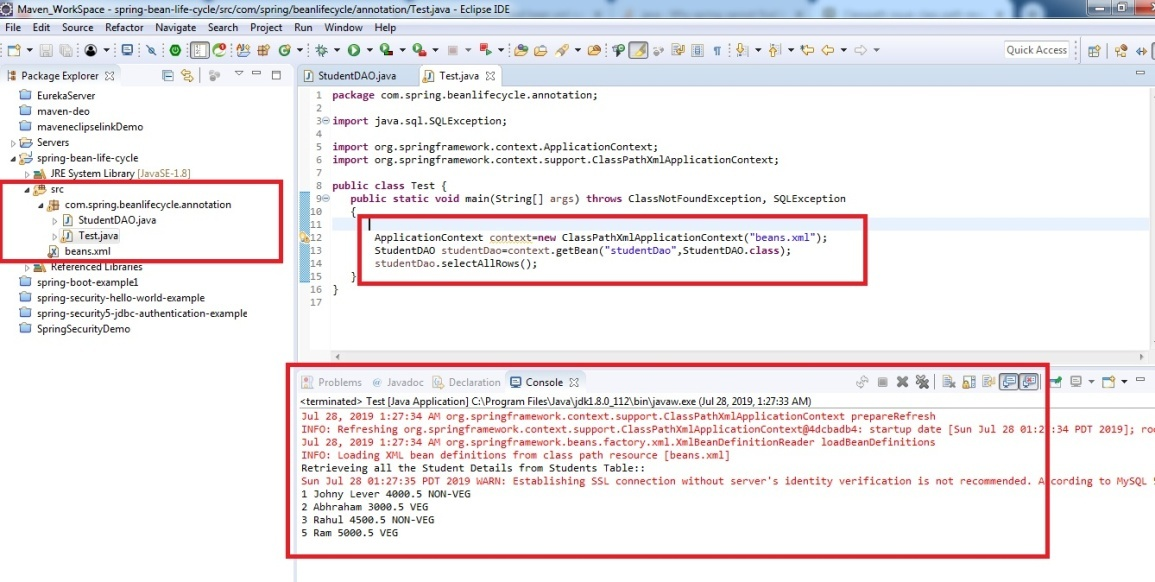 Maven_WorkSpace - spring-bean-life-cycle/src/com/spring/beanlifecycle/annotation/Test.java - Eclipse IDE
File Edit Source Refactor Navigate Search Project Run Window Help
Quick Access
Package Explorer
EurekaServer
maven-deo
maveneclipselinkDemo
Servers
spring-bean-life-cycle
JRE System Library [JavaSE-1.8]
src
com.spring.beanlifecycle.annotation
StudentDAO.java
Test.java
beans.xml
Referenced Libraries
spring-boot-example1
spring-security-hello-world-example
spring-security5-jdbc-authentication-example
SpringSecurityDemo
StudentDAO.java Test.java
1 package com.spring.beanlifecycle.annotation;
2
3 import java.sql.SQLException;
4
5 import org.springframework.context.ApplicationContext;
6 import org.springframework.context.support.ClassPathXmlApplicationContext;
7
8 public class Test {
9 public static void main(String[] args) throws ClassNotFoundException, SQLException
10 {
11
12 ApplicationContext context=new ClassPathXmlApplicationContext("beans.xml");
13 StudentDAO studentDao=context.getBean("studentDao",StudentDAO.class);
14 studentDao.selectAllRows();
15 }
16 }
17
Problems @ Javadoc Declaration Console
<terminated> Test [Java Application] C:\Program Files\Java\jdk1.8.0_112\bin\javaw.exe (Jul 28, 2019, 1:27:33 AM)
Jul 28, 2019 1:27:34 AM org.springframework.context.support.ClassPathXmlApplicationContext prepareRefresh
INFO: Refreshing org.springframework.context.support.ClassPathXmlApplicationContext@4dcbadb4: startup date [Sun Jul 28 01:27:34 PDT 2019]; roo
Jul 28, 2019 1:27:34 AM org.springframework.beans.factory.xml.XmlBeanDefinitionReader loadBeanDefinitions
INFO: Loading XML bean definitions from class path resource [beans.xml]
Retrieveing all the Student Details from Students Table::
Sun Jul 28 01:27:35 PDT 2019 WARN: Establishing SSL connection without server's identity verification is not recommended. According to MySQL 5
1 Johny Lever 4000.5 NON-VEG
2 Abhraham 3000.5 VEG
3 Rahul 4500.5 NON-VEG
5 Ram 5000.5 VEG